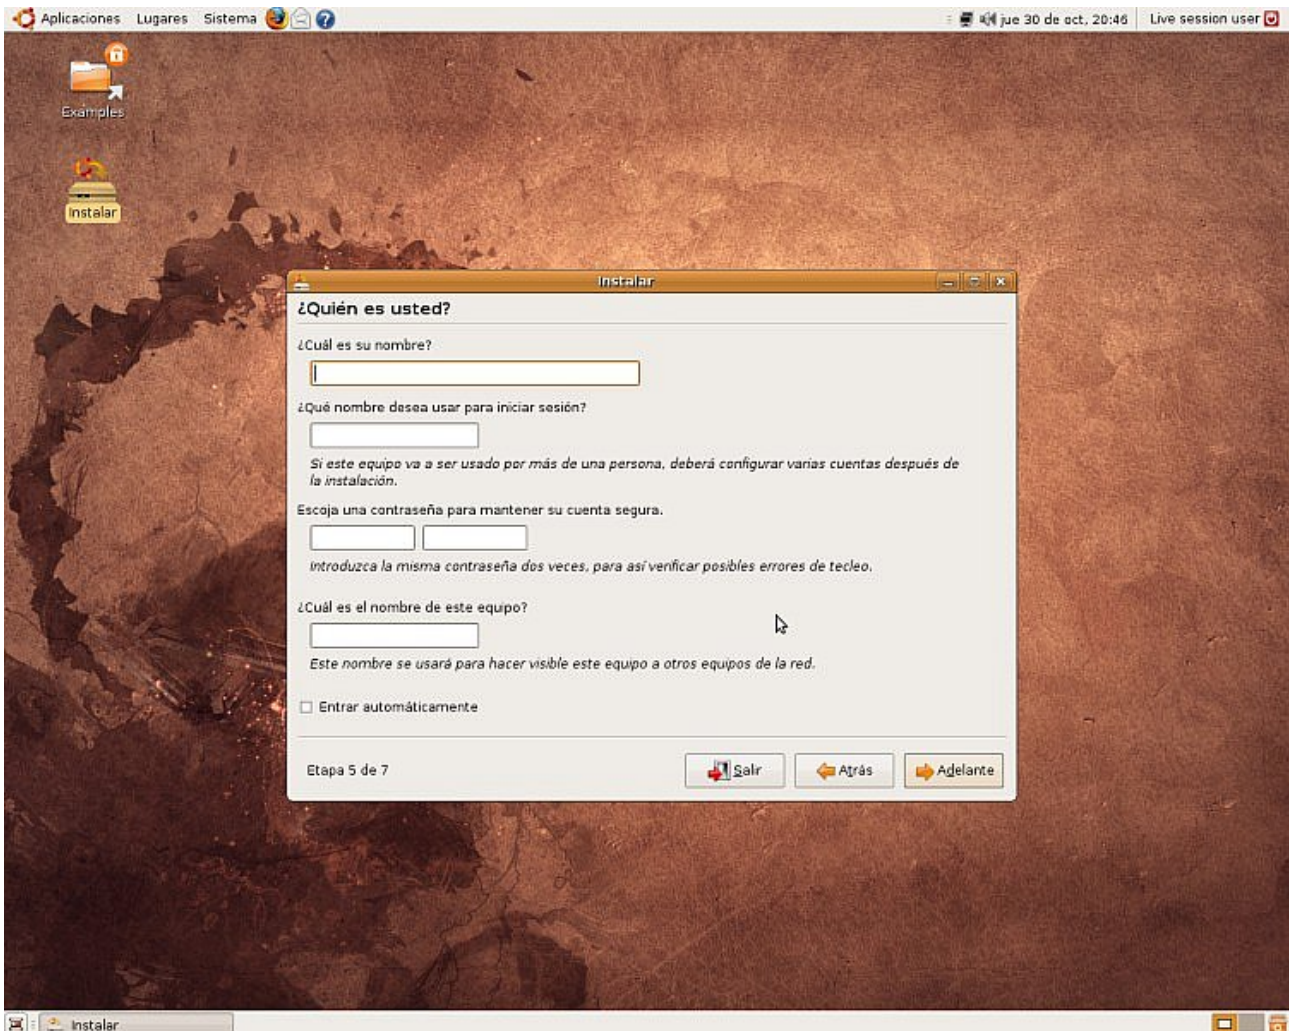 Aplicaciones Lugares Sistema
jue 30 de oct, 20:46 Live session user
Examples
Instalar
Instalar
¿Quién es usted?
¿Cuál es su nombre?
¿Qué nombre desea usar para iniciar sesión?
Si este equipo va a ser usado por más de una persona, deberá configurar varias cuentas después de
la instalación.
Escoja una contraseña para mantener su cuenta segura.
Introduzca la misma contraseña dos veces, para así verificar posibles errores de tecleo.
¿Cuál es el nombre de este equipo?
Este nombre se usará para hacer visible este equipo a otros equipos de la red.
Entrar automáticamente
Etapa 5 de 7 Salir Atrás Adelante
Instalar